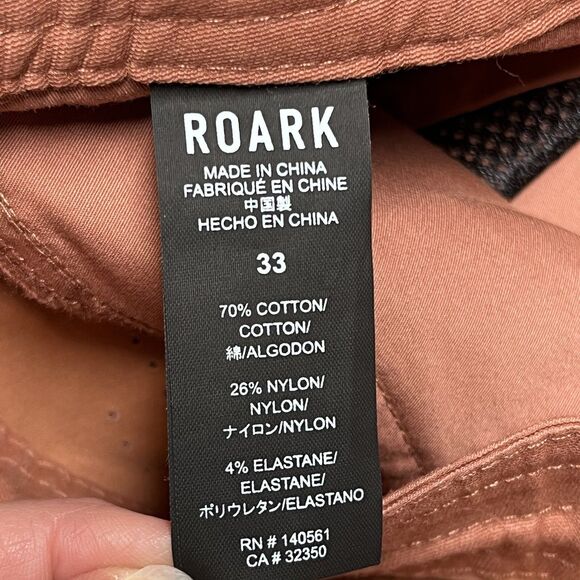 ROARK
MADE IN CHINA
FABRIQUÉ EN CHINE
中国製
HECHO EN CHINA
33
70% COTTON/
COTTON/
綿/ALGODON
26% NYLON/
NYLON/
ナイロン/NYLON
4% ELASTANE/
ELASTANE/
ポリウレタン/ELASTANO
RN # 140561
CA # 32350